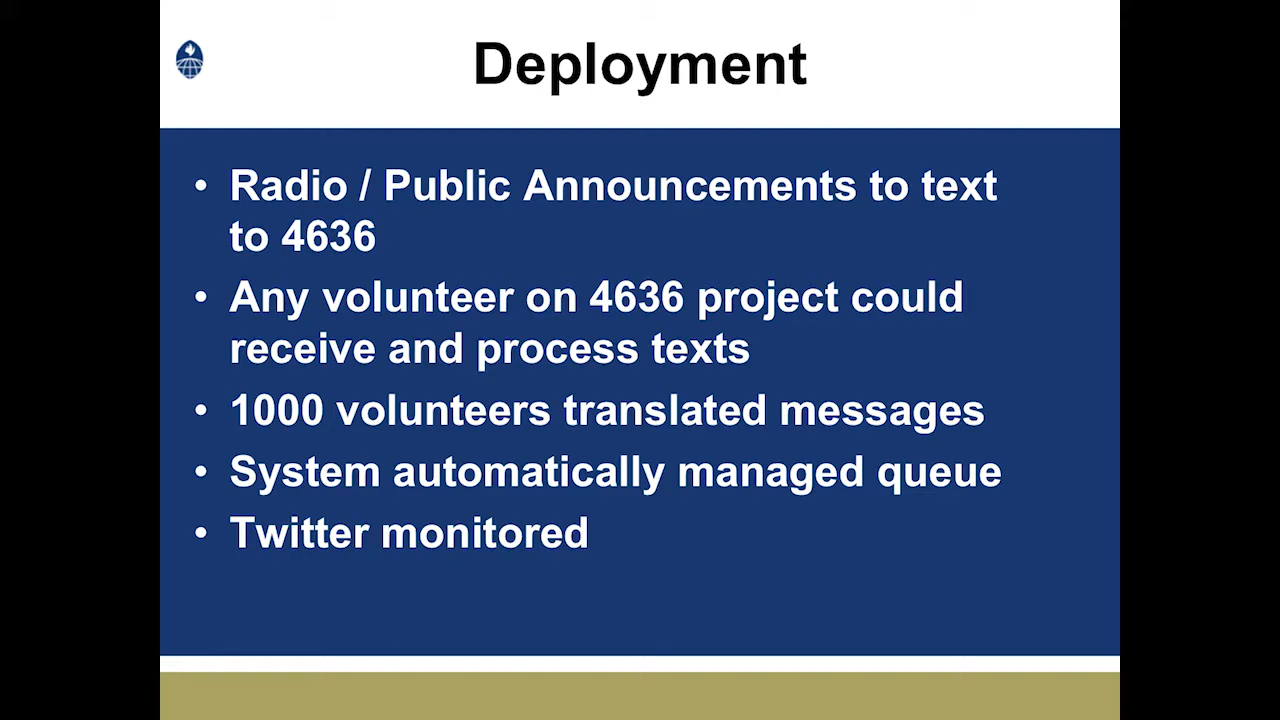 Deployment
• Radio / Public Announcements to text
to 4636
• Any volunteer on 4636 project could
receive and process texts
• 1000 volunteers translated messages
• System automatically managed queue
• Twitter monitored